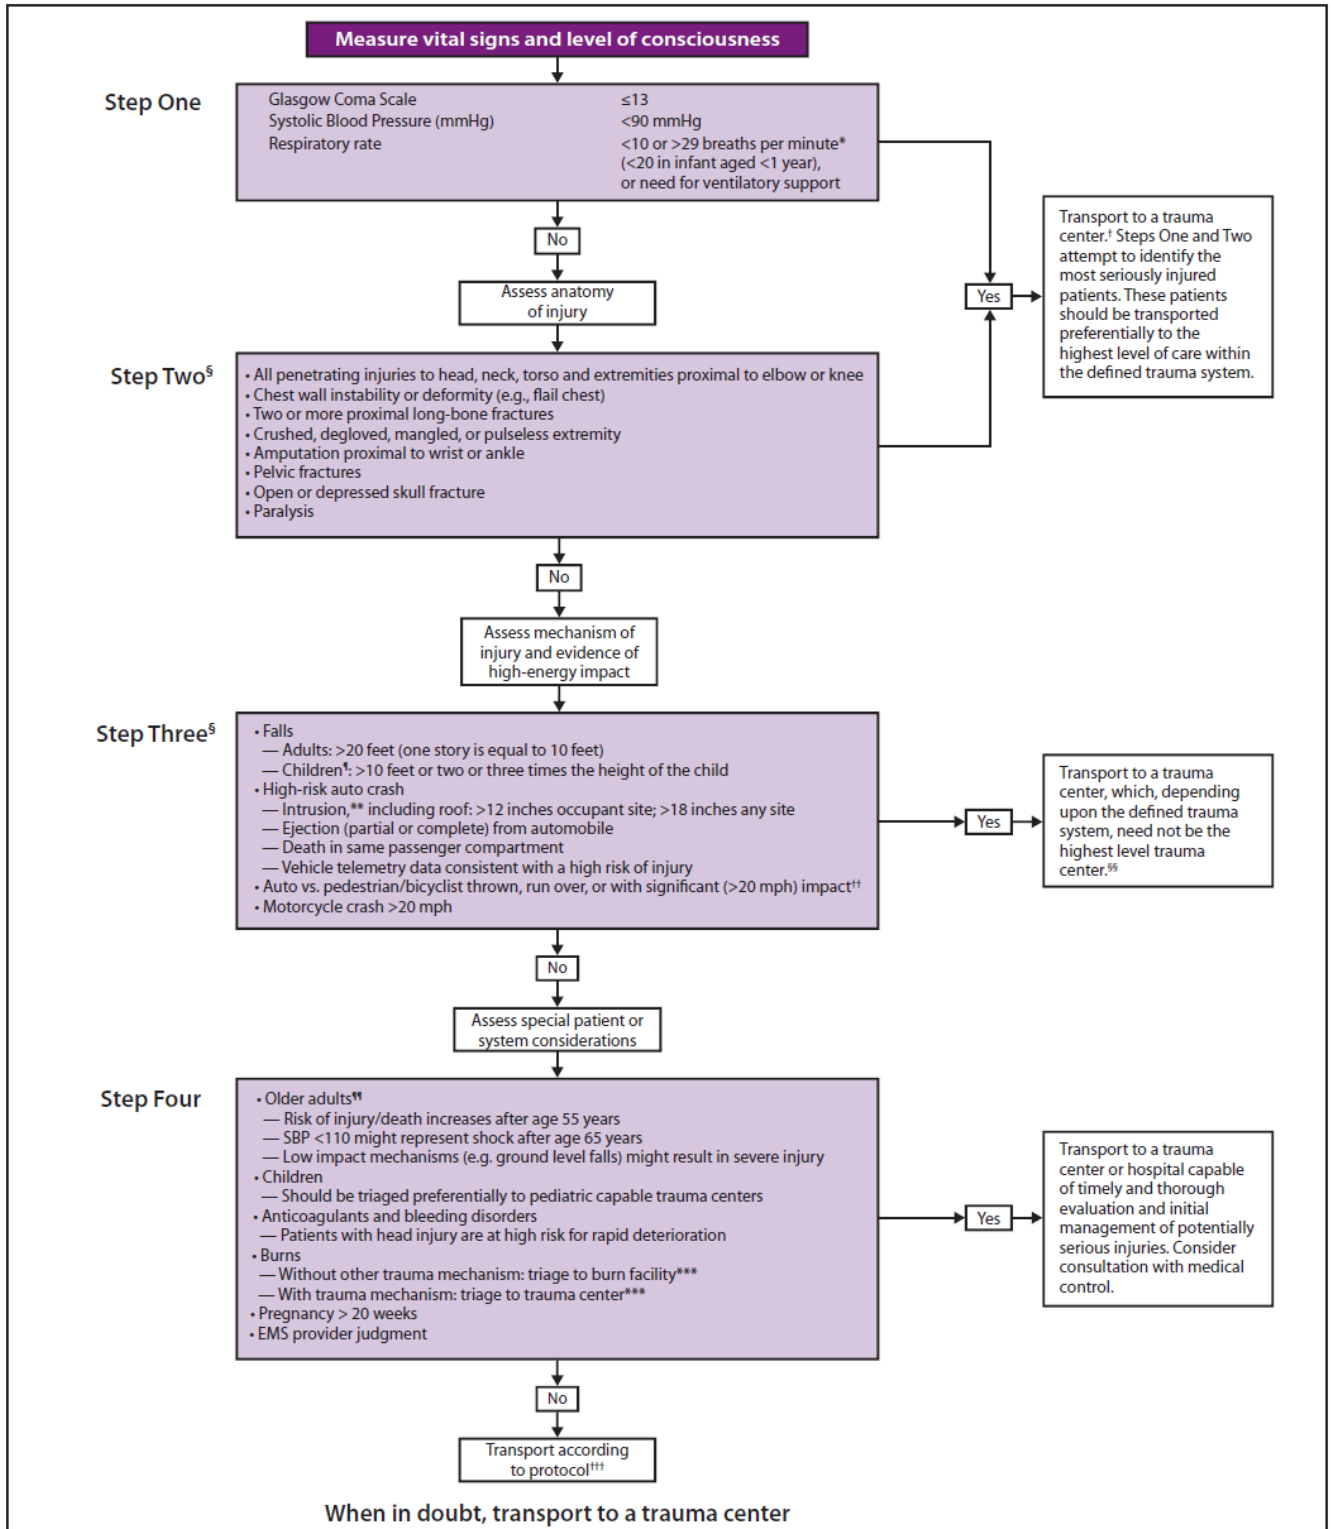 Measure vital signs and level of consciousness
Step One
Glasgow Coma Scale ≤13
Systolic Blood Pressure (mmHg) <90 mmHg
Respiratory rate <10 or >29 breaths per minute*
(<20 in infant aged <1 year),
or need for ventilatory support
No
Yes
Transport to a trauma
center.† Steps One and Two
attempt to identify the
most seriously injured
patients. These patients
should be transported
preferentially to the
highest level of care within
the defined trauma system.
Assess anatomy
of injury
Step Two§
• All penetrating injuries to head, neck, torso and extremities proximal to elbow or knee
• Chest wall instability or deformity (e.g., flail chest)
• Two or more proximal long-bone fractures
• Crushed, degloved, mangled, or pulseless extremity
• Amputation proximal to wrist or ankle
• Pelvic fractures
• Open or depressed skull fracture
• Paralysis
No
Assess mechanism of
injury and evidence of
high-energy impact
Step Three§
• Falls
— Adults: >20 feet (one story is equal to 10 feet)
— Children¶: >10 feet or two or three times the height of the child
• High-risk auto crash
— Intrusion,** including roof: >12 inches occupant site; >18 inches any site
— Ejection (partial or complete) from automobile
— Death in same passenger compartment
— Vehicle telemetry data consistent with a high risk of injury
• Auto vs. pedestrian/bicyclist thrown, run over, or with significant (>20 mph) impact††
• Motorcycle crash >20 mph
Yes
Transport to a trauma
center, which, depending
upon the defined trauma
system, need not be the
highest level trauma
center.§§
No
Assess special patient or
system considerations
Step Four
• Older adults¶¶
— Risk of injury/death increases after age 55 years
— SBP <110 might represent shock after age 65 years
— Low impact mechanisms (e.g. ground level falls) might result in severe injury
• Children
— Should be triaged preferentially to pediatric capable trauma centers
• Anticoagulants and bleeding disorders
— Patients with head injury are at high risk for rapid deterioration
• Burns
— Without other trauma mechanism: triage to burn facility***
— With trauma mechanism: triage to trauma center***
• Pregnancy > 20 weeks
• EMS provider judgment
Yes
Transport to a trauma
center or hospital capable
of timely and thorough
evaluation and initial
management of potentially
serious injuries. Consider
consultation with medical
control.
No
Transport according
to protocol†††
When in doubt, transport to a trauma center